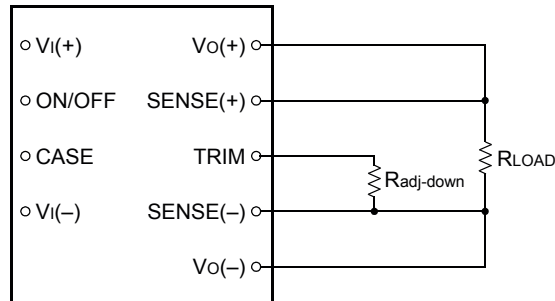 VI(+) VO(+)
ON/OFF SENSE(+)
CASE TRIM
RLOAD
Radj-down
VI(–) SENSE(–)
VO(–)